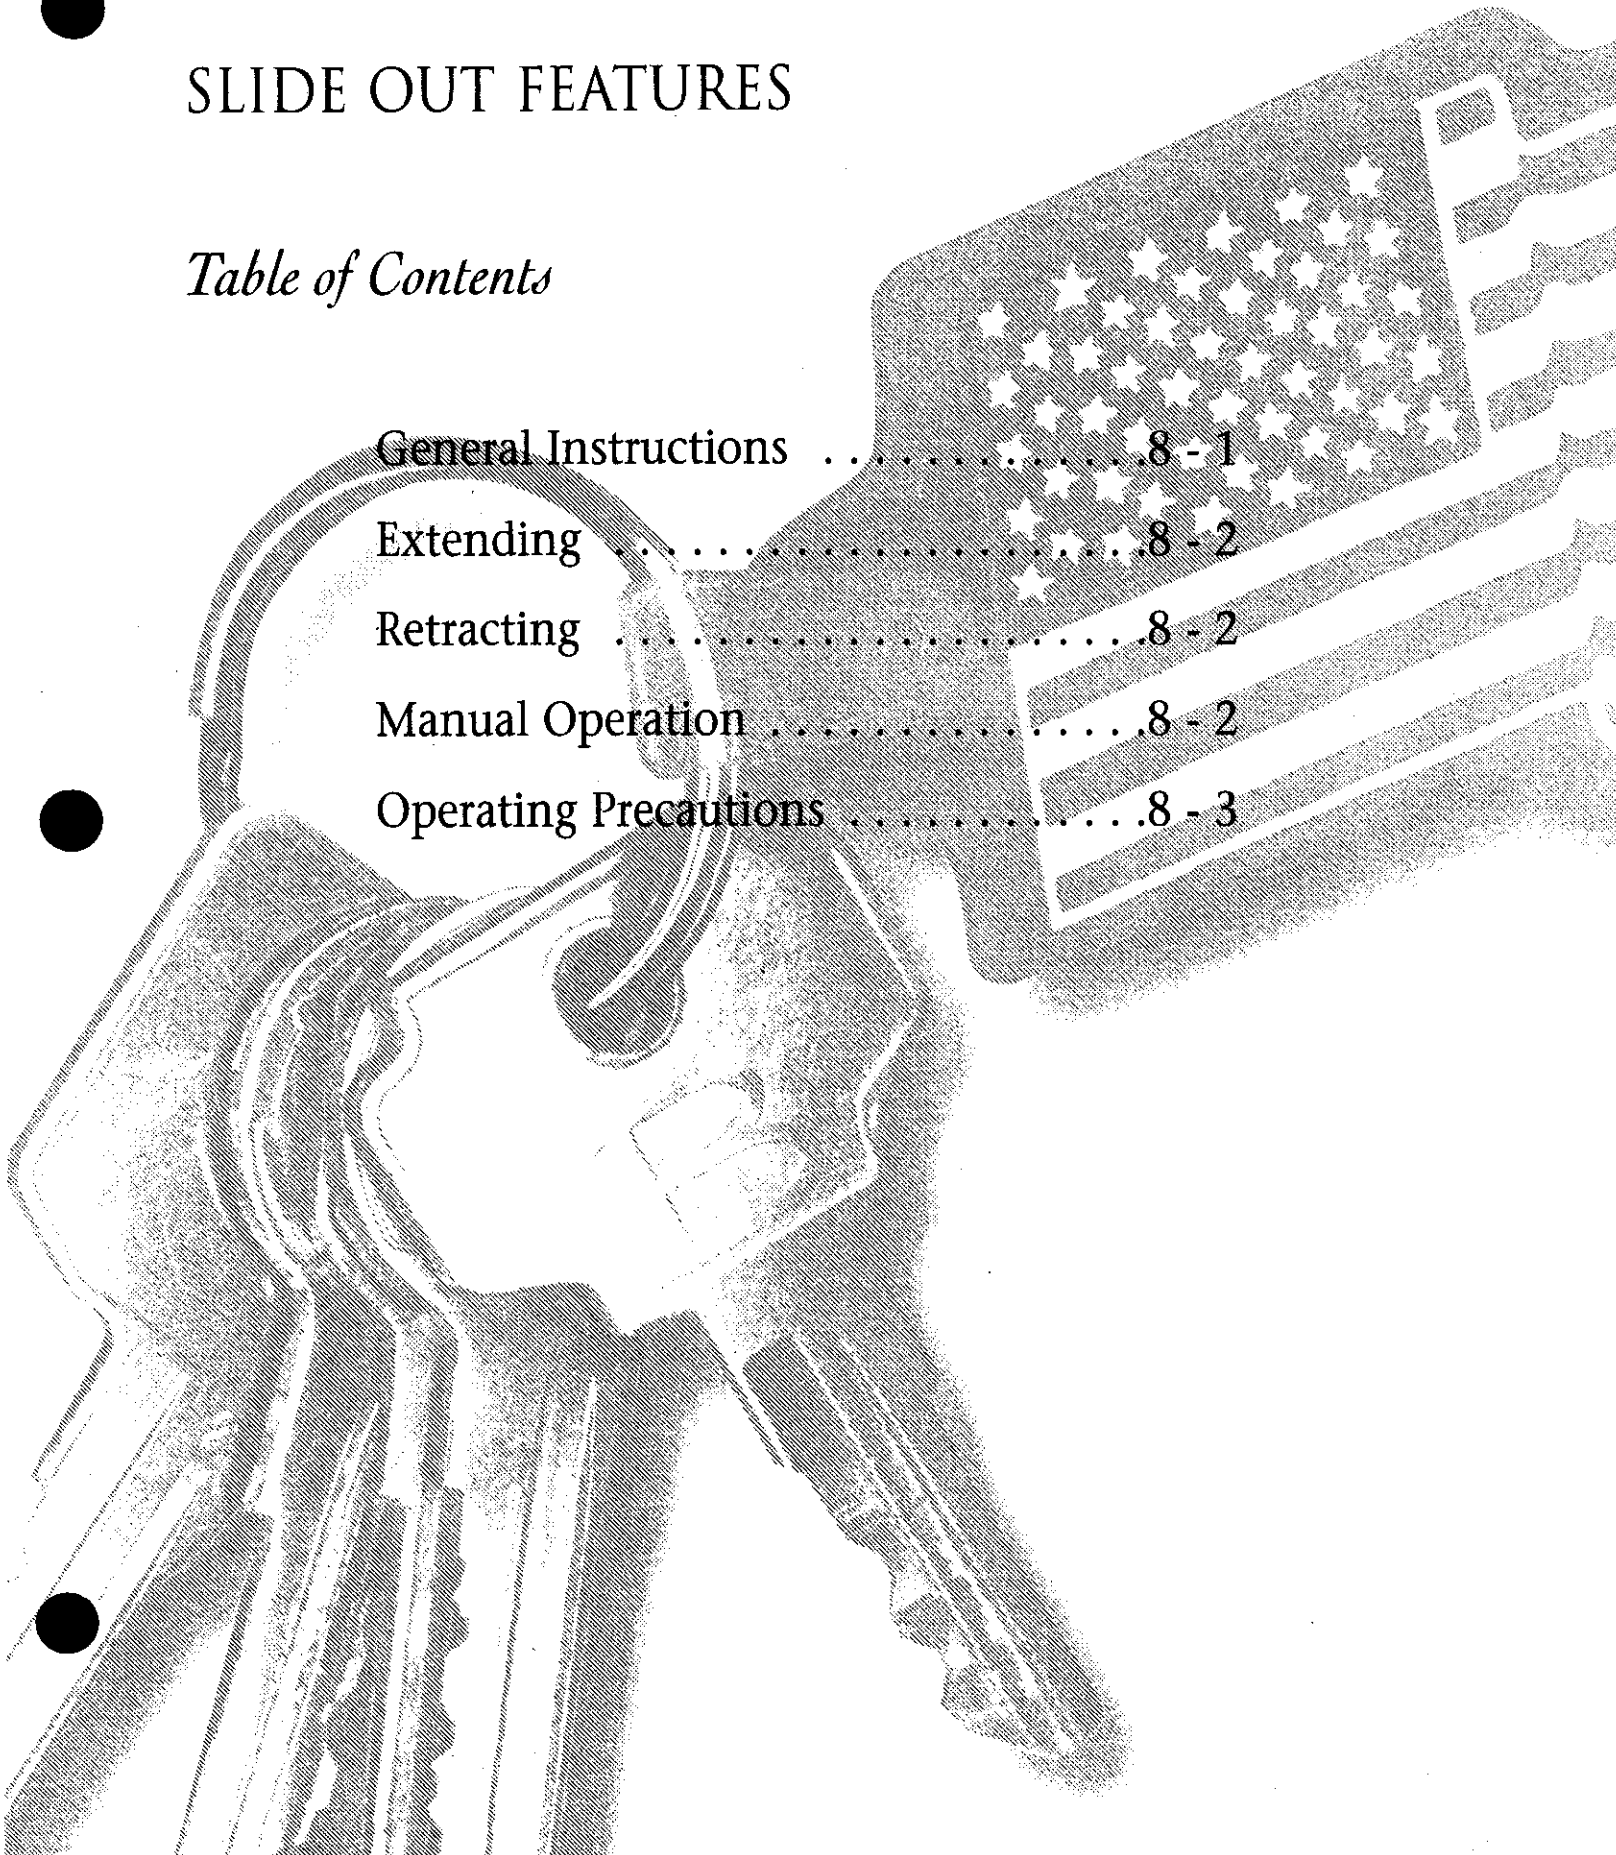 SLIDE OUT FEATURES
Table of Contents
General Instructions . . . . . . . . . . . . .8 - 1
Extending . . . . . . . . . . . . . . . . . . . . .8 - 2
Retracting . . . . . . . . . . . . . . . . . . . . .8 - 2
Manual Operation . . . . . . . . . . . . . . .8 - 2
Operating Precautions . . . . . . . . . . . .8 - 3